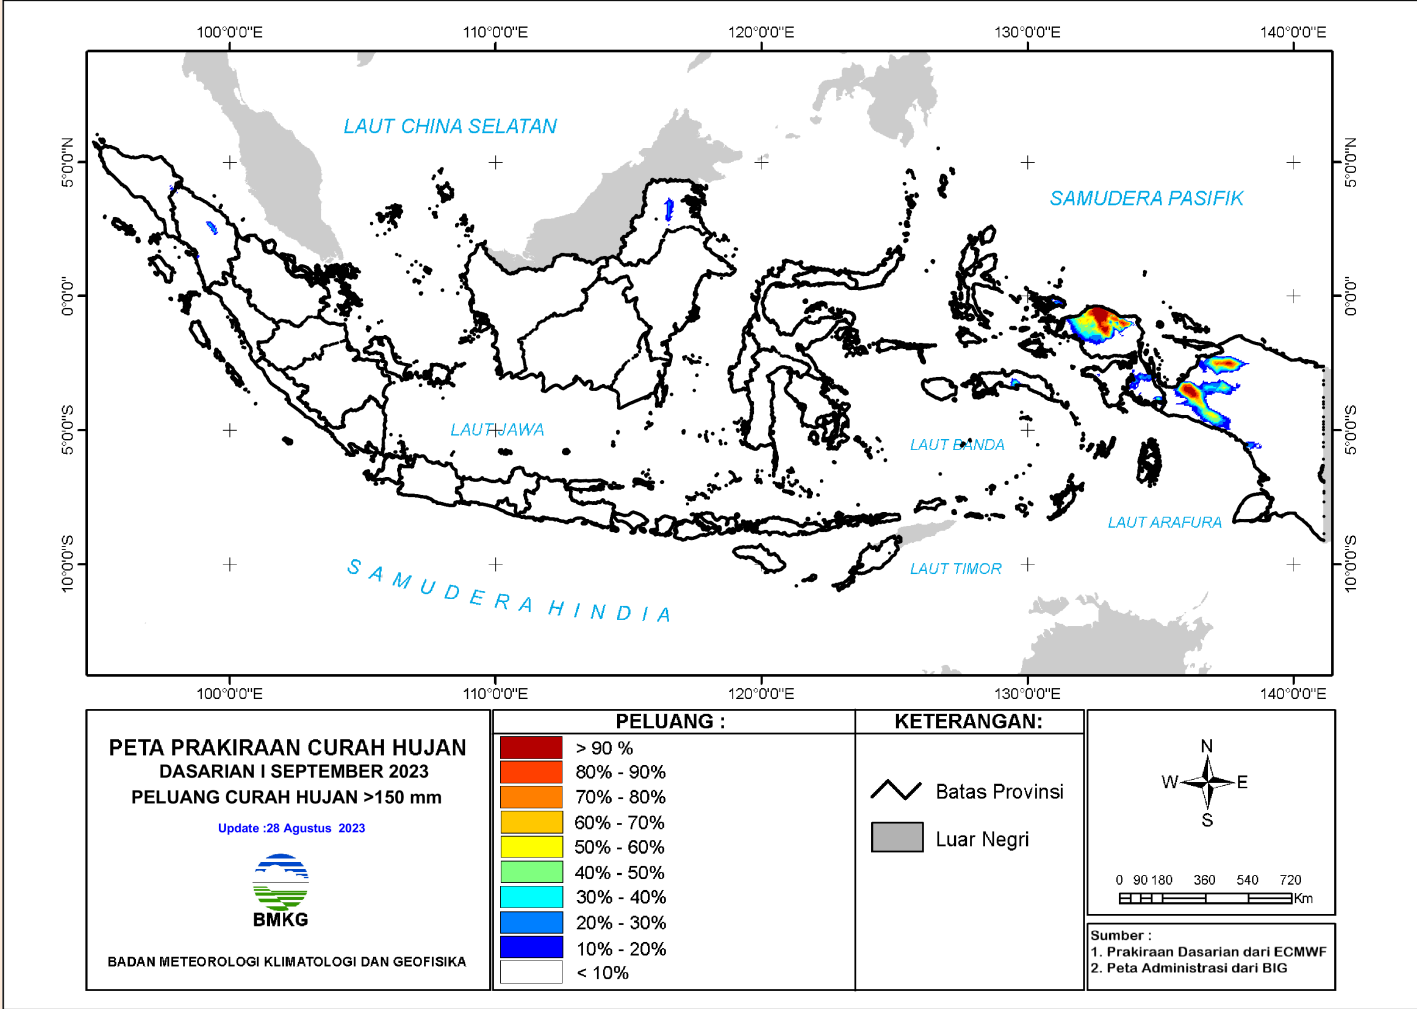 100°0'0"E 110°0'0"E 120°0'0"E 130°0'0"E 140°0'0"E
5°0'0"N
0°0'0"
5°0'0"S
10°0'0"S
LAUT CHINA SELATAN
SAMUDERA PASIFIK
LAUT JAWA
LAUT BANDA
LAUT ARAFURA
LAUT TIMOR
SAMUDERA HINDIA
5°0'0"N
0°0'0"
5°0'0"S
10°0'0"S
100°0'0"E 110°0'0"E 120°0'0"E 130°0'0"E 140°0'0"E
PETA PRAKIRAAN CURAH HUJAN
DASARIAN I SEPTEMBER 2023
PELUANG CURAH HUJAN >150 mm
Update :28 Agustus 2023
BMKG
BADAN METEOROLOGI KLIMATOLOGI DAN GEOFISIKA
PELUANG :
> 90 %
80% - 90%
70% - 80%
60% - 70%
50% - 60%
40% - 50%
30% - 40%
20% - 30%
10% - 20%
< 10%
KETERANGAN:
Batas Provinsi
Luar Negri
N
W E
S
0 90 180 360 540 720
Km
Sumber :
1. Prakiraan Dasarian dari ECMWF
2. Peta Administrasi dari BIG